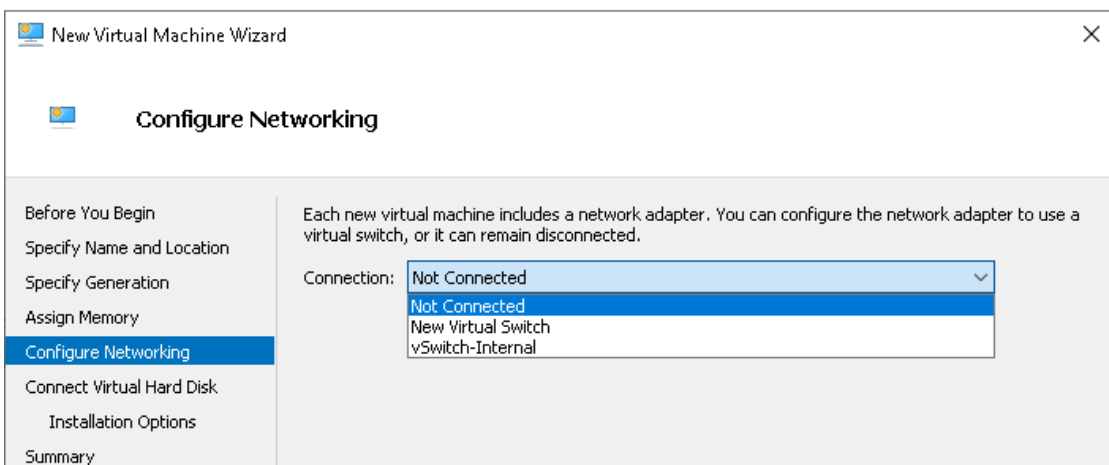 New Virtual Machine Wizard
Configure Networking
Before You Begin
Specify Name and Location
Specify Generation
Assign Memory
Configure Networking
Connect Virtual Hard Disk
Installation Options
Summary
Each new virtual machine includes a network adapter. You can configure the network adapter to use a
virtual switch, or it can remain disconnected.
Connection: Not Connected
Not Connected
New Virtual Switch
vSwitch-Internal